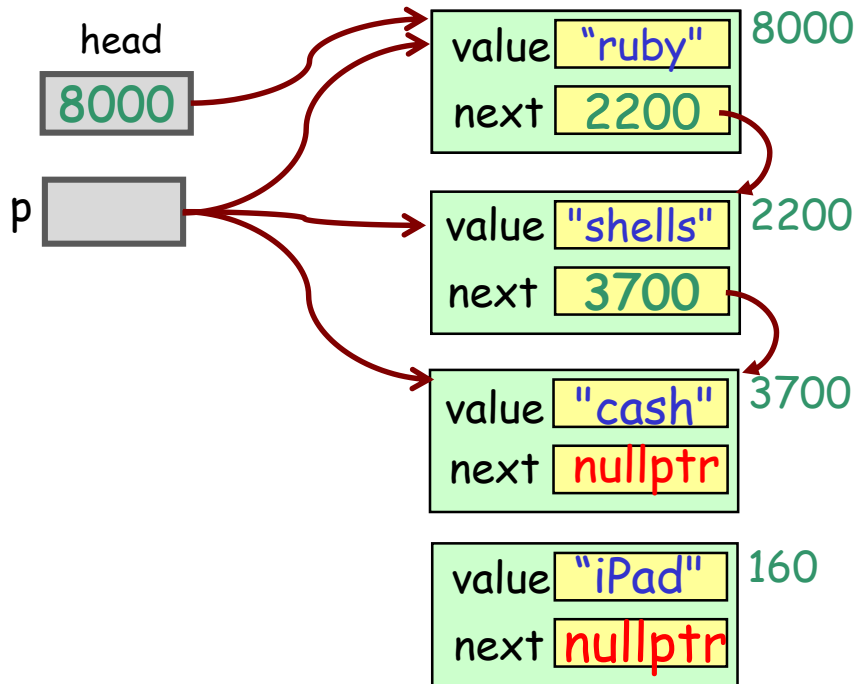 head
8000
p
value “ruby"
next 2200
8000
value "shells"
next 3700
2200
value "cash"
next nullptr
3700
value “iPad"
next nullptr
160